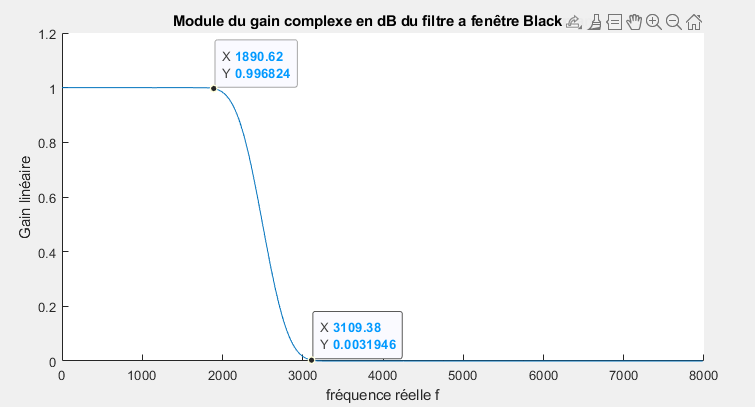 Module du gain complexe en dB du filtre a fenêtre Black
1.2
X 1890.62
Y 0.996824
1
0.8
0.6
0.4
0.2
0
Gain linéaire
X 3109.38
Y 0.0031946
0 1000 2000 3000 4000 5000 6000 7000 8000
fréquence réelle f